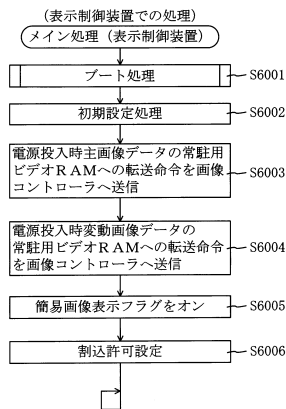 (表示制御装置での処理)
メイン処理(表示制御装置)
ブート処理
S6001
初期設定処理
S6002
電源投入時主画像データの常駐用
ビデオRAMへの転送命令を画像
コントローラへ送信
S6003
電源投入時変動画像データの
常駐用ビデオRAMへの転送命令
を画像コントローラへ送信
S6004
簡易画像表示フラグをオン
S6005
割込許可設定
S6006